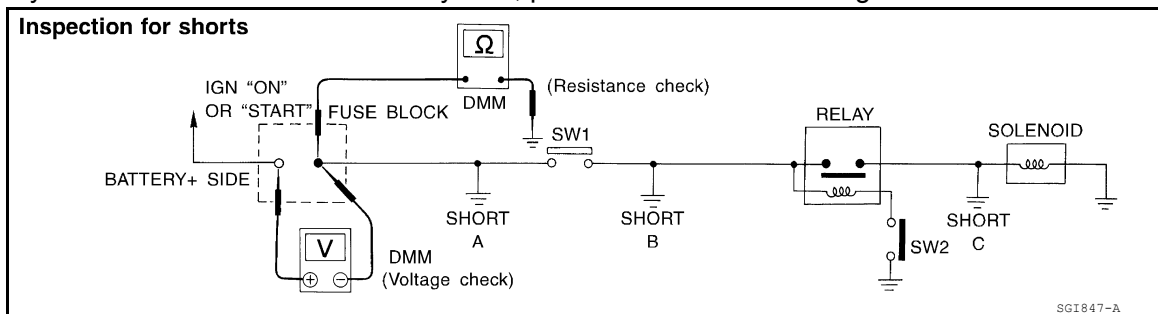 Inspection for shorts
Ω
IGN “ON”
OR “START”
FUSE BLOCK
DMM
(Resistance check)
SW1
RELAY
SOLENOID
BATTERY+ SIDE
SHORT
A
SHORT
B
SHORT
C
SW2
V
+ −
DMM
(Voltage check)
SGI847-A